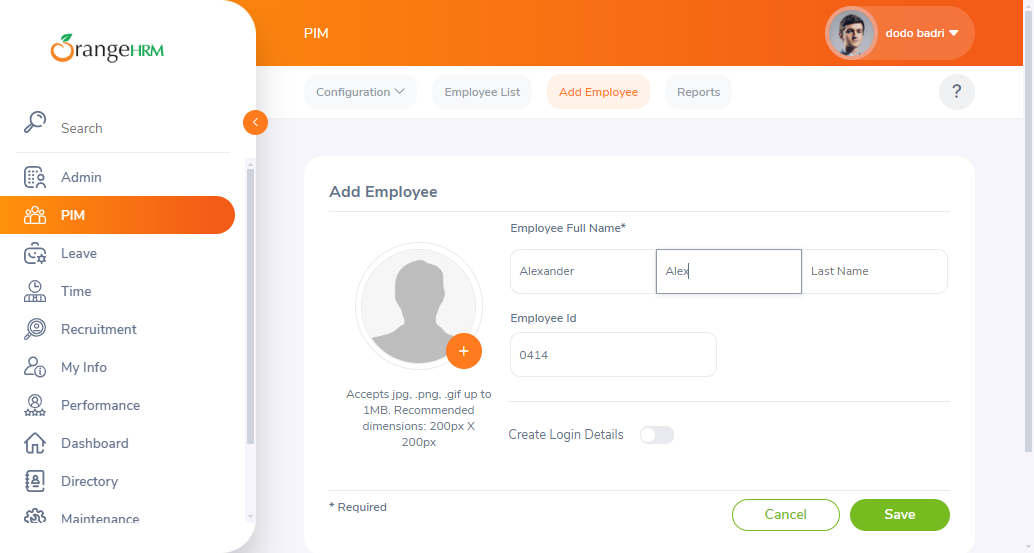 OrangeHRM
PIM
dodo badri
Configuration
Employee List
Add Employee
Reports
?
Search
Admin
PIM
Leave
Time
Recruitment
My Info
Performance
Dashboard
Directory
Maintenance
Add Employee
Employee Full Name*
Alexander
Alex
Last Name
Employee Id
0414
Accepts jpg, .png, .gif up to
1MB. Recommended
dimensions: 200px X
200px
Create Login Details
* Required
Cancel
Save